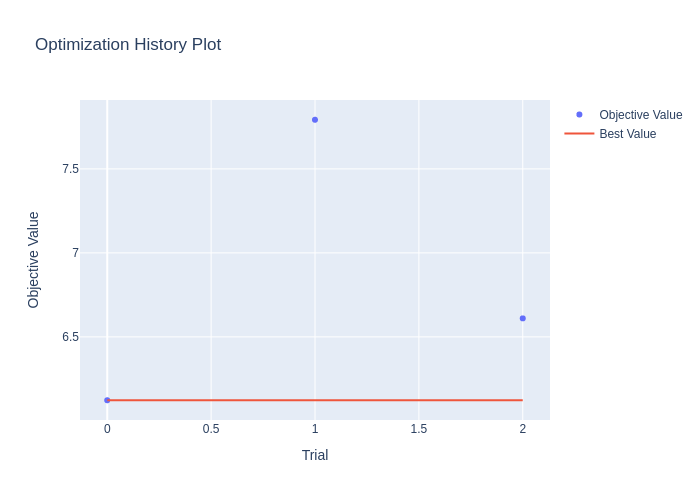 Optimization History Plot
Objective Value
Best Value
7.5
7
6.5
Objective Value
0
0.5
1
1.5
2
Trial